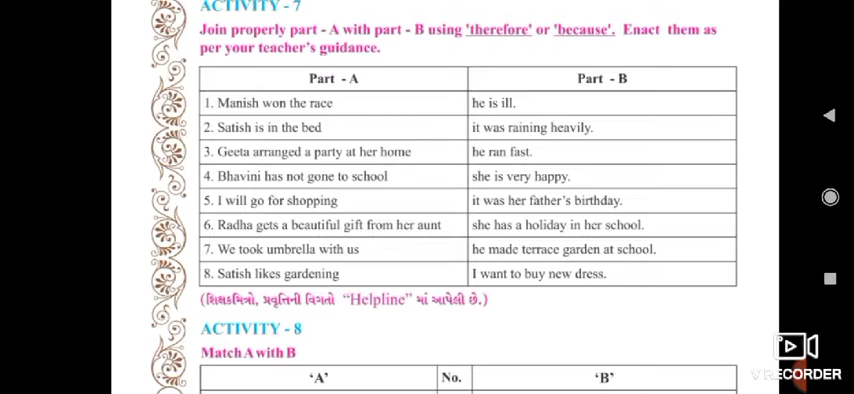 ACTIVITY - 7
Join properly part - A with part - B using 'therefore' or 'because'. Enact them as
per your teacher's guidance.
Part - A Part - B
1. Manish won the race he is ill.
2. Satish is in the bed it was raining heavily.
3. Geeta arranged a party at her home he ran fast.
4. Bhavini has not gone to school she is very happy.
5. I will go for shopping it was her father's birthday.
6. Radha gets a beautiful gift from her aunt she has a holiday in her school.
7. We took umbrella with us he made terrace garden at school.
8. Satish likes gardening I want to buy new dress.
(શિક્ષકમિત્રો, પ્રવૃત્તિની વિગતો "Helpline" માં આપેલી છે.)
ACTIVITY - 8
Match A with B
'A' No. 'B'
V RECORDER